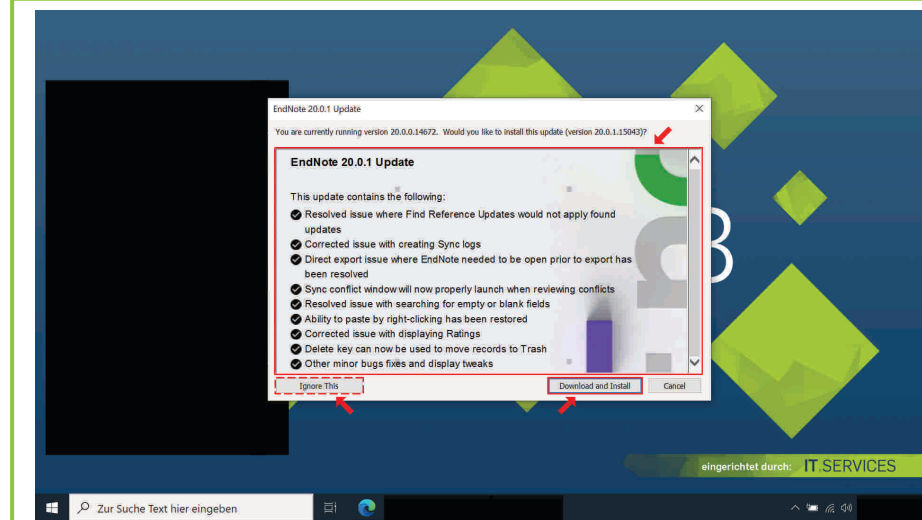 EndNote 20.0.1 Update
You are currently running version 20.0.0.14672. Would you like to install this update (version 20.0.1.15043)?
EndNote 20.0.1 Update
This update contains the following:
Resolved issue where Find Reference Updates would not apply found
updates
Corrected issue with creating Sync logs
Direct export issue where EndNote needed to be open prior to export has
been resolved
Sync conflict window will now properly launch when reviewing conflicts
Resolved issue with searching for empty or blank fields
Ability to paste by right-clicking has been restored
Corrected issue with displaying Ratings
Delete key can now be used to move records to Trash
Other minor bugs fixes and display tweaks
Ignore This
Download and Install
Cancel
eingerichtet durch: IT.SERVICES
Zur Suche Text hier eingeben